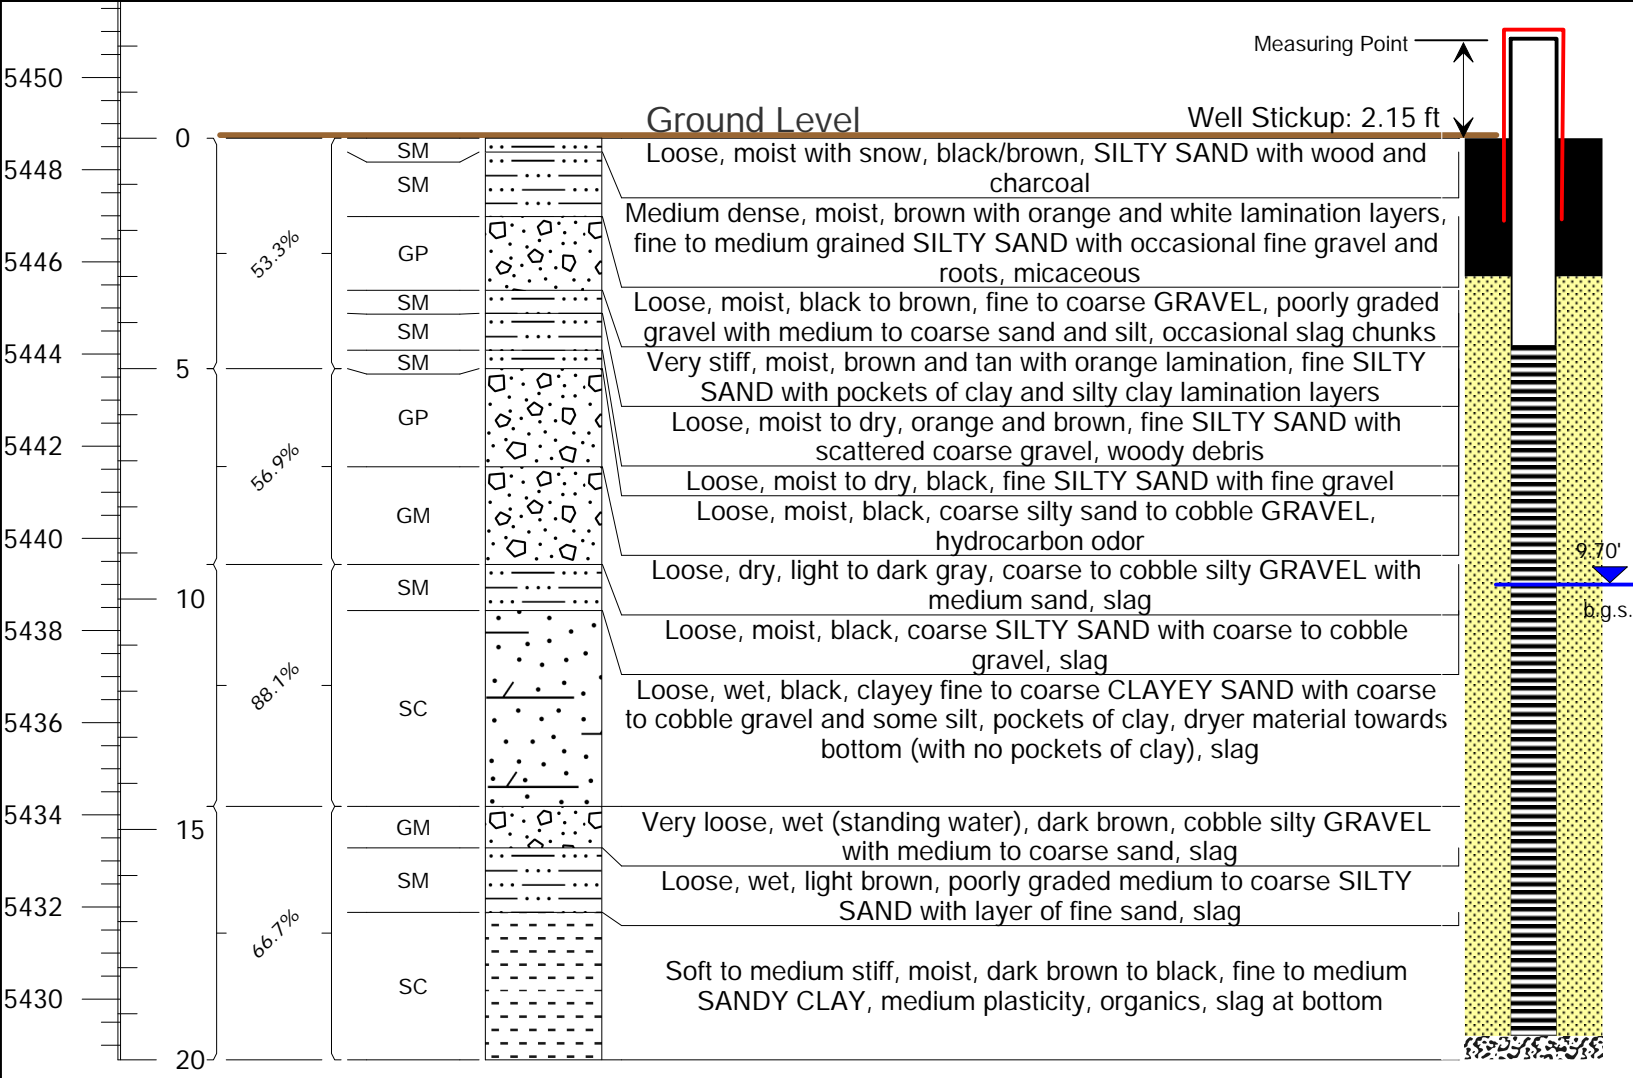 Measuring Point
5450
Ground Level
Well Stickup: 2.15 ft
0
SM
Loose, moist with snow, black/brown, SILTY SAND with wood and
charcoal
5448
SM
Medium dense, moist, brown with orange and white lamination layers,
fine to medium grained SILTY SAND with occasional fine gravel and
roots, micaceous
53.3%
GP
5446
SM
Loose, moist, black to brown, fine to coarse GRAVEL, poorly graded
gravel with medium to coarse sand and silt, occasional slag chunks
SM
5444
SM
Very stiff, moist, brown and tan with orange lamination, fine SILTY
SAND with pockets of clay and silty clay lamination layers
5
GP
Loose, moist to dry, orange and brown, fine SILTY SAND with
scattered coarse gravel, woody debris
5442
56.9%
Loose, moist to dry, black, fine SILTY SAND with fine gravel
GM
Loose, moist, black, coarse silty sand to cobble GRAVEL,
hydrocarbon odor
5440
9.70'
SM
Loose, dry, light to dark gray, coarse to cobble silty GRAVEL with
medium sand, slag
10
b.g.s.
5438
Loose, moist, black, coarse SILTY SAND with coarse to cobble
gravel, slag
88.1%
SC
Loose, wet, black, clayey fine to coarse CLAYEY SAND with coarse
to cobble gravel and some silt, pockets of clay, dryer material towards
bottom (with no pockets of clay), slag
5436
5434
15
GM
Very loose, wet (standing water), dark brown, cobble silty GRAVEL
with medium to coarse sand, slag
SM
Loose, wet, light brown, poorly graded medium to coarse SILTY
SAND with layer of fine sand, slag
5432
66.7%
SC
Soft to medium stiff, moist, dark brown to black, fine to medium
SANDY CLAY, medium plasticity, organics, slag at bottom
5430
20